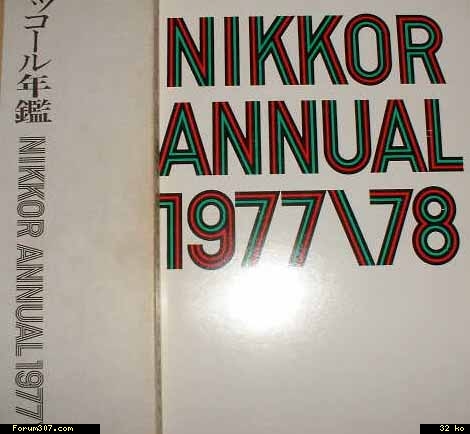 ッコール年鑑 NIKKOR ANNUAL 1977
NIKKOR
ANNUAL
1977\78
Forum307.com
32 ko